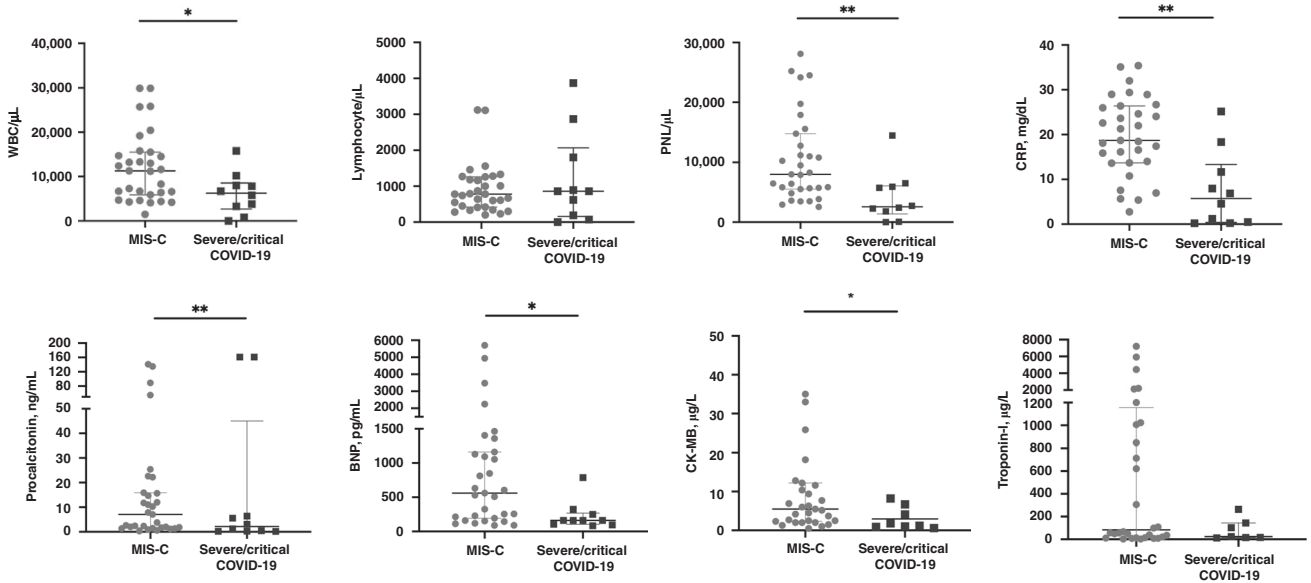 *
WBC/µL
40,000
30,000
20,000
10,000
0
MIS-C
Severe/critical
COVID-19
Lymphocyte/µL
5000
4000
3000
2000
1000
0
MIS-C
Severe/critical
COVID-19
**
PNL/µL
30,000
20,000
10,000
0
MIS-C
Severe/critical
COVID-19
**
CRP, mg/dL
40
30
20
10
0
MIS-C
Severe/critical
COVID-19
**
Procalcitonin, ng/mL
200
160
120
80
50
40
30
20
10
0
MIS-C
Severe/critical
COVID-19
*
BNP, pg/mL
6000
5000
4000
3000
2000
1500
1000
500
0
MIS-C
Severe/critical
COVID-19
*
CK-MB, µg/L
50
40
30
20
10
0
MIS-C
Severe/critical
COVID-19
Troponin-I, µg/L
8000
6000
4000
2000
1200
1000
800
600
400
200
0
MIS-C
Severe/critical
COVID-19